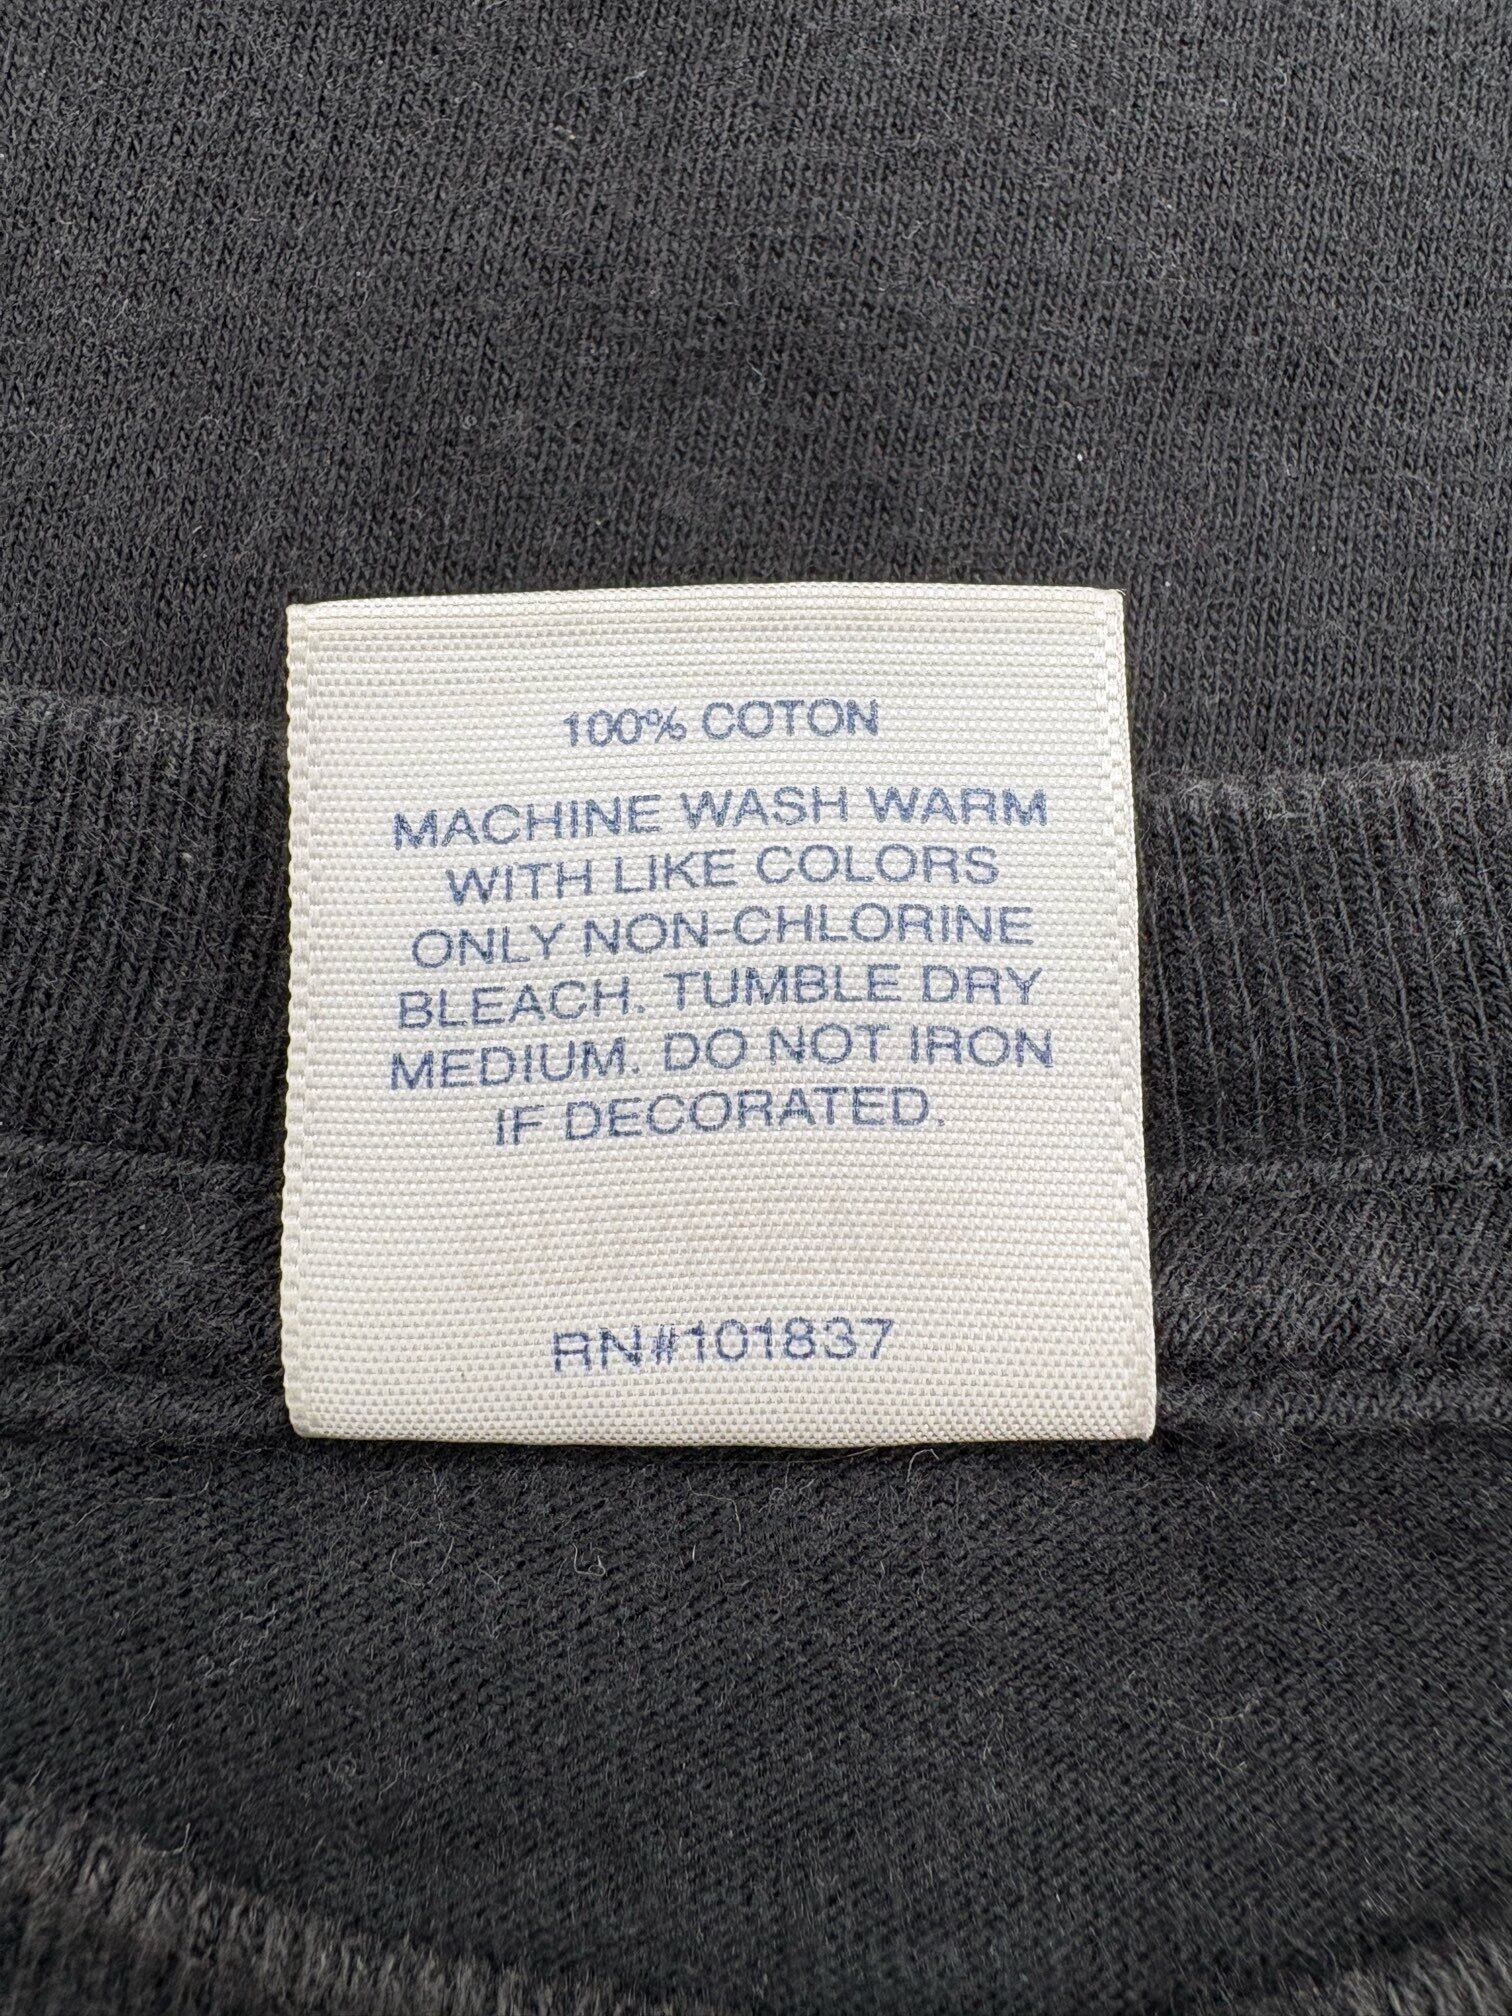 100% COTON
MACHINE WASH WARM
WITH LIKE COLORS
ONLY NON-CHLORINE
BLEACH. TUMBLE DRY
MEDIUM. DO NOT IRON
IF DECORATED.
RN#101837